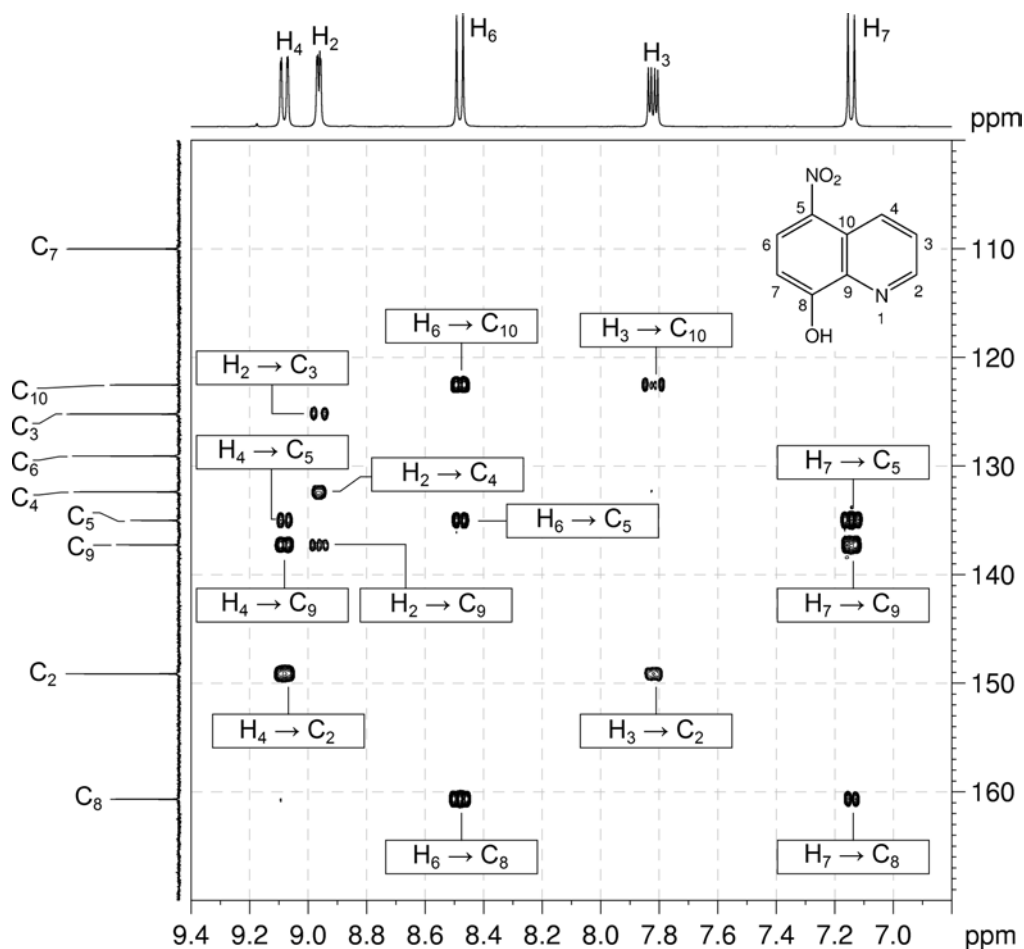 H₄ H₂ H₆ H₃ H₇
ppm
NO₂
5 10 4
6 3
7 8 9 N 2
1
OH
C₇
110
H₆ → C₁₀ H₃ → C₁₀
120
H₂ → C₃
C₁₀
C₃
H₄ → C₅ H₇ → C₅
C₆
H₂ → C₄
130
C₄
C₅
H₆ → C₅
C₉
140
H₄ → C₉ H₂ → C₉ H₇ → C₉
C₂
150
H₄ → C₂ H₃ → C₂
C₈
160
H₆ → C₈ H₇ → C₈
9.4 9.2 9.0 8.8 8.6 8.4 8.2 8.0 7.8 7.6 7.4 7.2 7.0 ppm